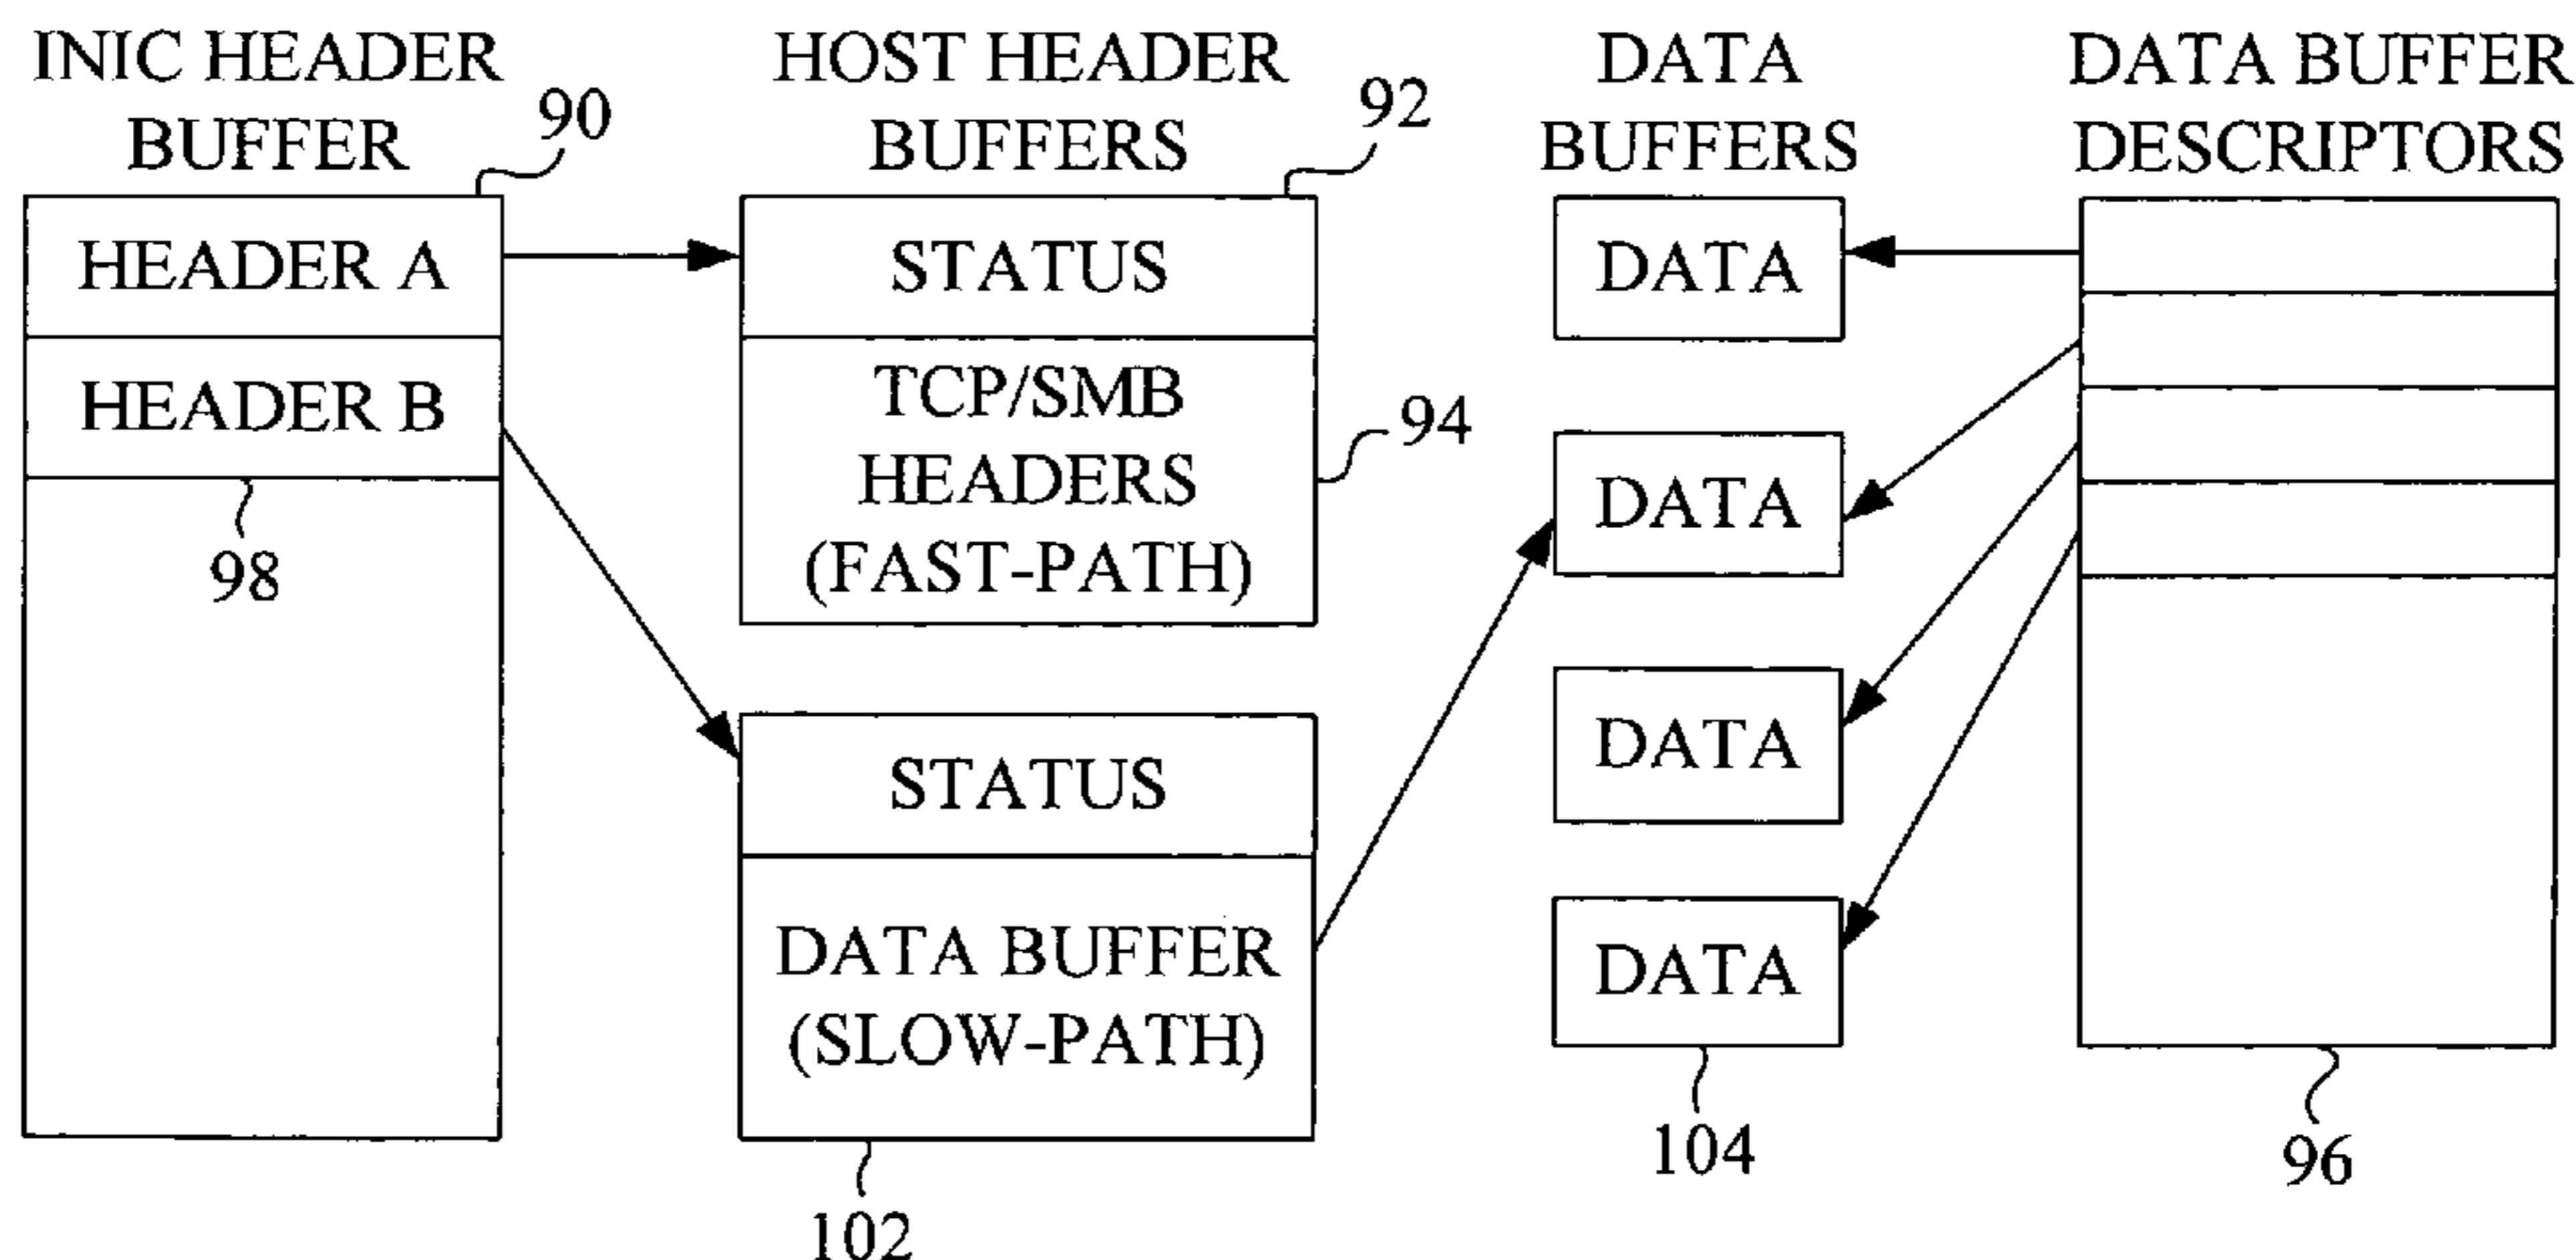 INIC HEADER
BUFFER
90
HOST HEADER
BUFFERS
92
DATA
BUFFERS
DATA BUFFER
DESCRIPTORS
HEADER A
HEADER B
98
STATUS
TCP/SMB
HEADERS
(FAST-PATH)
94
STATUS
DATA BUFFER
(SLOW-PATH)
102
DATA
DATA
DATA
DATA
104
96